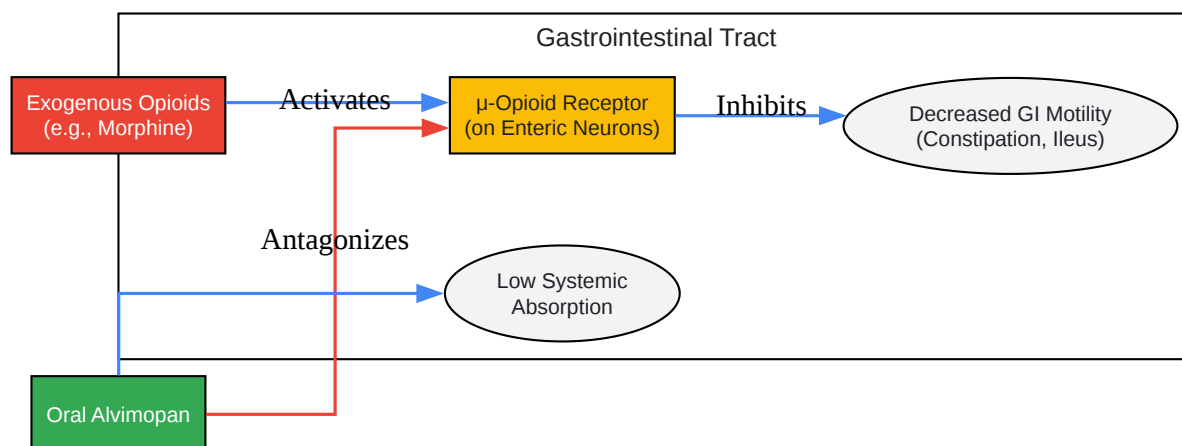 Gastrointestinal Tract
Exogenous Opioids
(e.g., Morphine)
Activates
μ-Opioid Receptor
(on Enteric Neurons)
Inhibits
Decreased GI Motility
(Constipation, Ileus)
Antagonizes
Low Systemic
Absorption
Oral Alvimopan